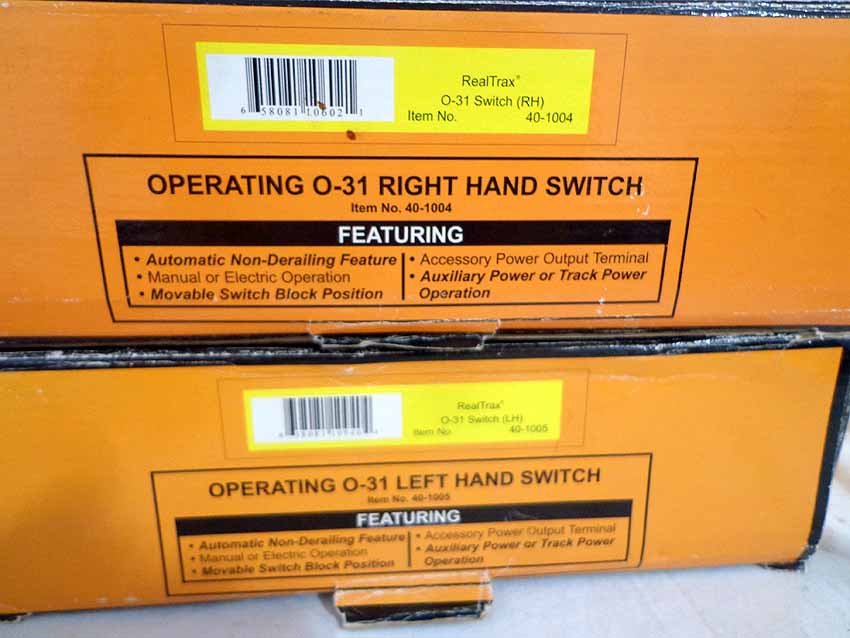 RealTrax®
O-31 Switch (RH)
Item No. 40-1004
6 58081 10602 1
OPERATING O-31 RIGHT HAND SWITCH
Item No. 40-1004
FEATURING
• Automatic Non-Derailing Feature
• Manual or Electric Operation
• Movable Switch Block Position
• Accessory Power Output Terminal
• Auxiliary Power or Track Power
Operation
RealTrax®
O-31 Switch (LH)
Item No. 40-1005
OPERATING O-31 LEFT HAND SWITCH
Item No. 40-1005
FEATURING
• Automatic Non-Derailing Feature
• Manual or Electric Operation
• Movable Switch Block Position
• Accessory Power Output Terminal
• Auxiliary Power or Track Power
Operation